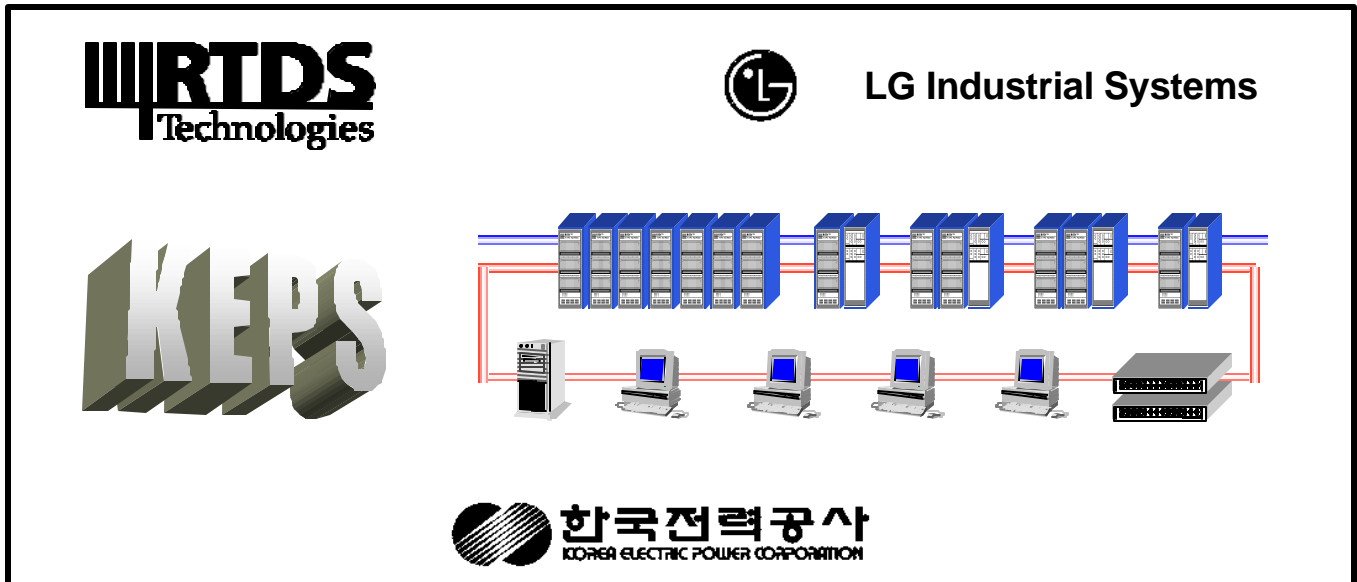 RTDS
Technologies
LG Industrial Systems
KEPS
한국전력공사
KOREA ELECTRIC POWER CORPORATION